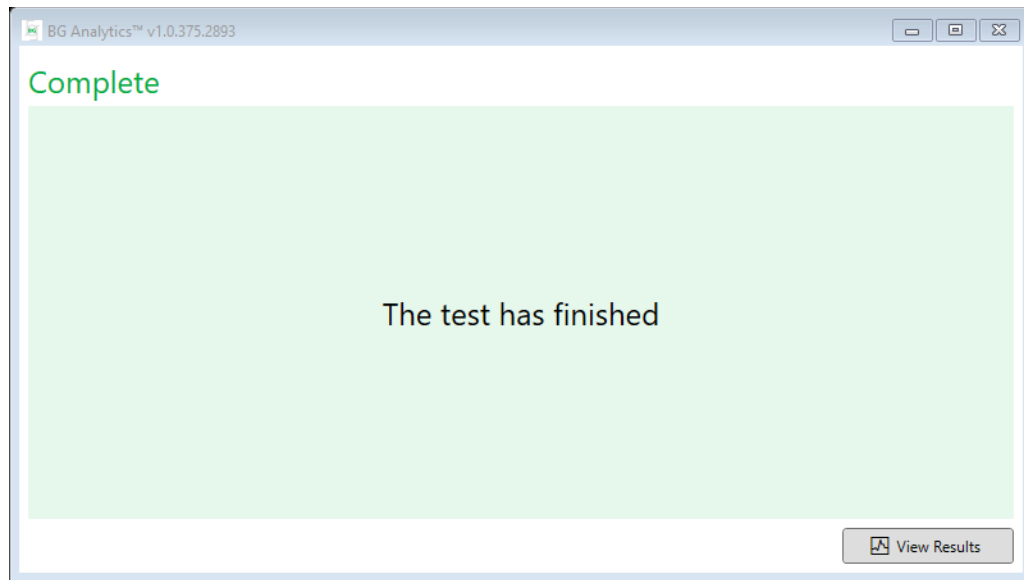 BG Analytics™ v1.0.375.2893
Complete
The test has finished
View Results